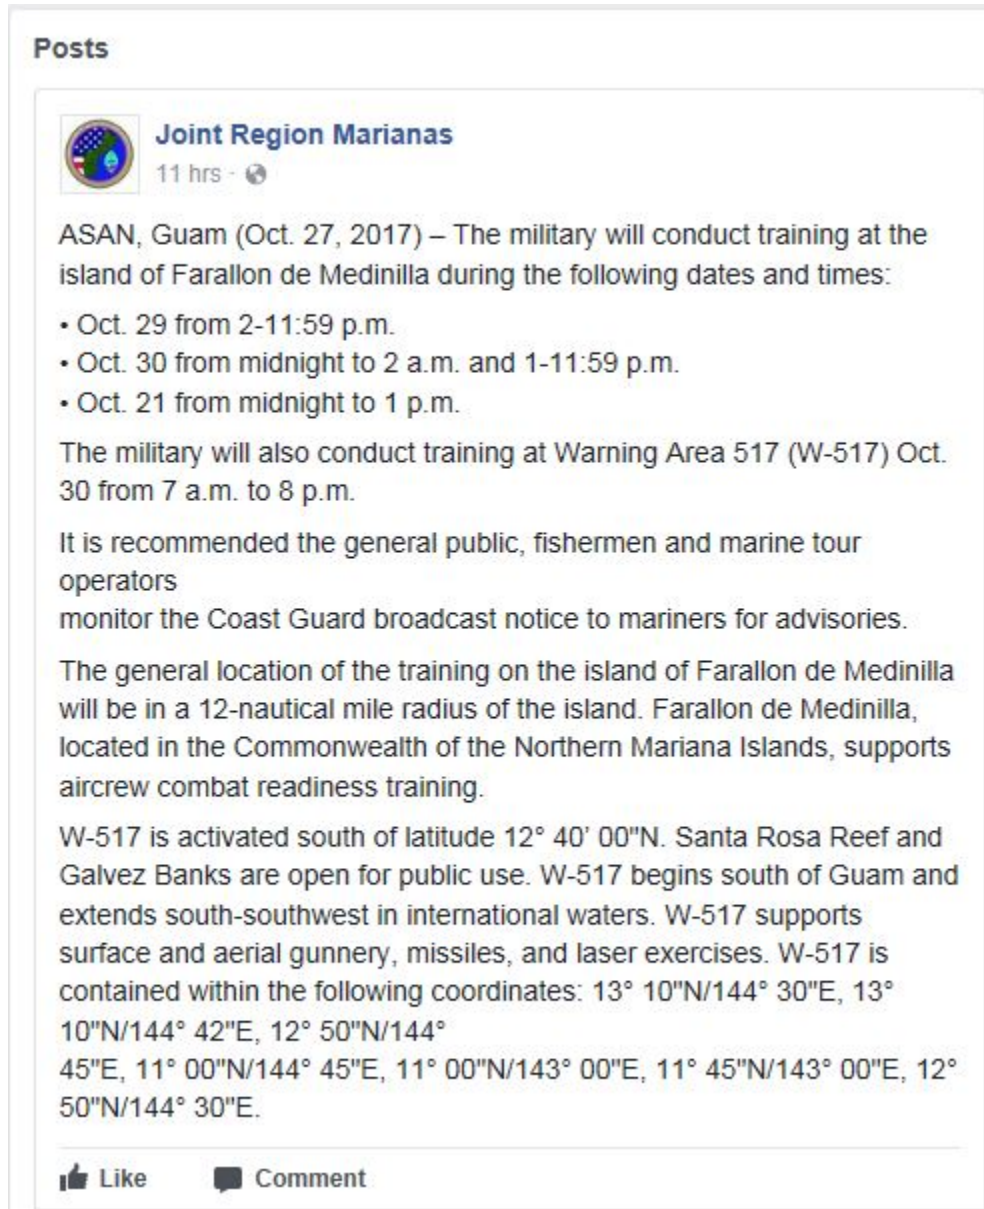 Posts
Joint Region Marianas
11 hrs ·
ASAN, Guam (Oct. 27, 2017) – The military will conduct training at the
island of Farallon de Medinilla during the following dates and times:
• Oct. 29 from 2-11:59 p.m.
• Oct. 30 from midnight to 2 a.m. and 1-11:59 p.m.
• Oct. 21 from midnight to 1 p.m.
The military will also conduct training at Warning Area 517 (W-517) Oct.
30 from 7 a.m. to 8 p.m.
It is recommended the general public, fishermen and marine tour
operators
monitor the Coast Guard broadcast notice to mariners for advisories.
The general location of the training on the island of Farallon de Medinilla
will be in a 12-nautical mile radius of the island. Farallon de Medinilla,
located in the Commonwealth of the Northern Mariana Islands, supports
aircrew combat readiness training.
W-517 is activated south of latitude 12° 40’ 00"N. Santa Rosa Reef and
Galvez Banks are open for public use. W-517 begins south of Guam and
extends south-southwest in international waters. W-517 supports
surface and aerial gunnery, missiles, and laser exercises. W-517 is
contained within the following coordinates: 13° 10"N/144° 30"E, 13°
10"N/144° 42"E, 12° 50"N/144°
45"E, 11° 00"N/144° 45"E, 11° 00"N/143° 00"E, 11° 45"N/143° 00"E, 12°
50"N/144° 30"E.
Like Comment